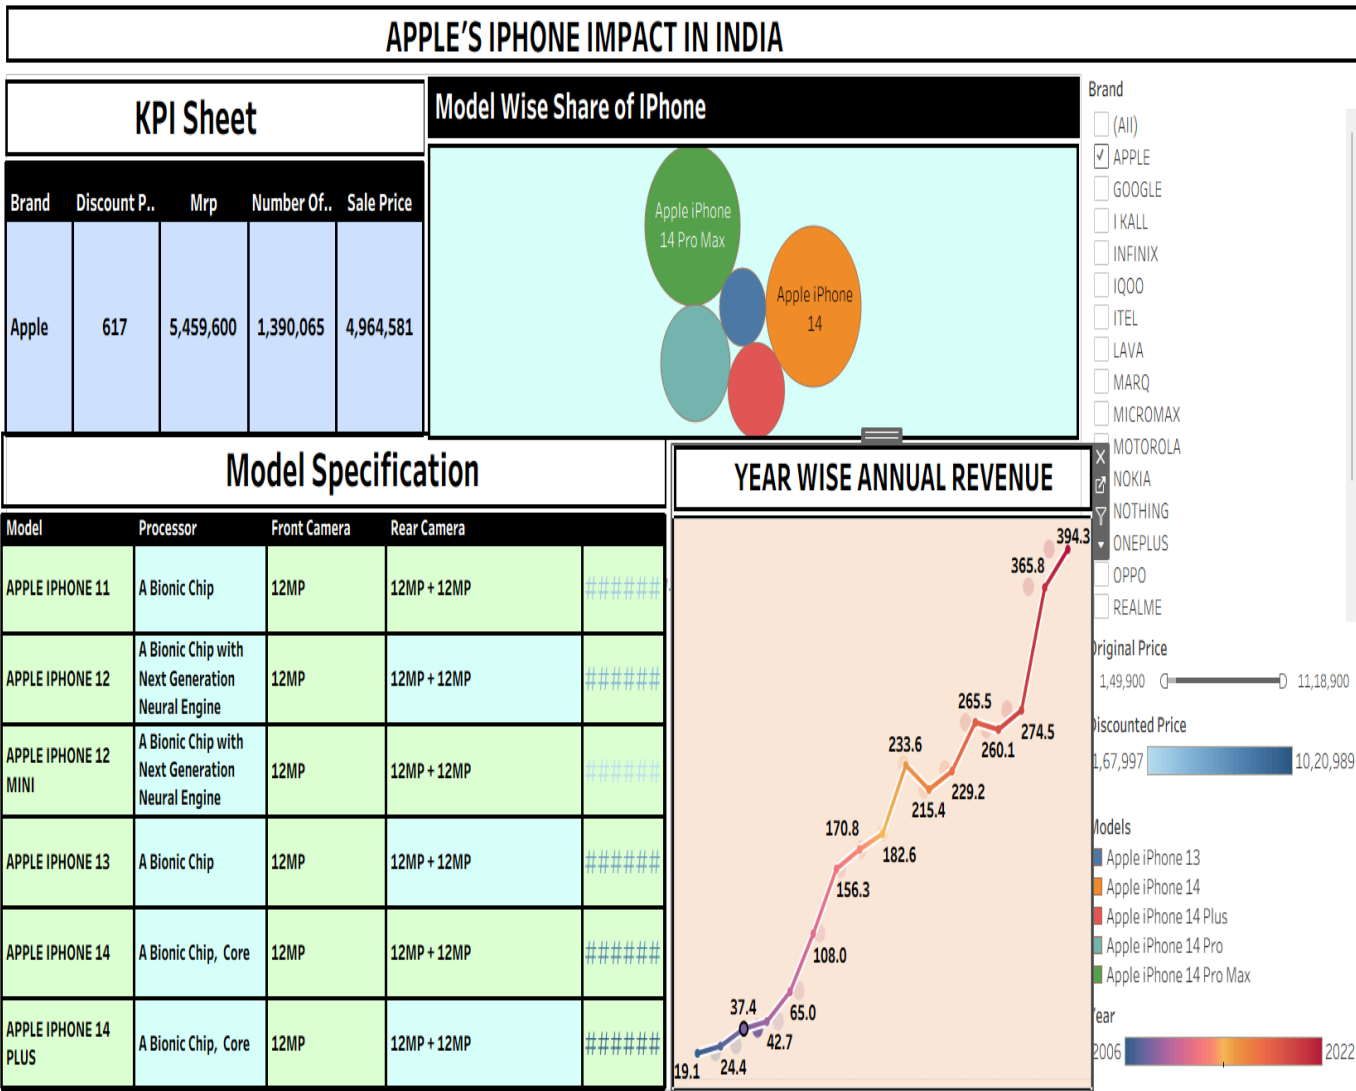 APPLE'S IPHONE IMPACT IN INDIA
KPI Sheet
Brand Discount P.. Mrp Number Of.. Sale Price
Apple 617 5,459,600 1,390,065 4,964,581
Model Wise Share of IPhone
Apple iPhone
14 Pro Max
Apple iPhone
14
Brand
(All)
APPLE
GOOGLE
I KALL
INFINIX
IQOO
ITEL
LAVA
MARQ
MICROMAX
MOTOROLA
NOKIA
NOTHING
ONEPLUS
OPPO
REALME
Model Specification
Model Processor Front Camera Rear Camera
APPLE IPHONE 11 A Bionic Chip 12MP 12MP + 12MP ######
APPLE IPHONE 12 A Bionic Chip with
Next Generation
Neural Engine 12MP 12MP + 12MP ######
APPLE IPHONE 12
MINI A Bionic Chip with
Next Generation
Neural Engine 12MP 12MP + 12MP ######
APPLE IPHONE 13 A Bionic Chip 12MP 12MP + 12MP ######
APPLE IPHONE 14 A Bionic Chip, Core 12MP 12MP + 12MP ######
APPLE IPHONE 14
PLUS A Bionic Chip, Core 12MP 12MP + 12MP ######
YEAR WISE ANNUAL REVENUE
19.1
24.4
37.4
42.7
65.0
108.0
156.3
170.8
182.6
233.6
215.4
229.2
265.5
260.1
274.5
365.8
394.3
Original Price
1,49,900 11,18,900
Discounted Price
1,67,997 10,20,989
Models
Apple iPhone 13
Apple iPhone 14
Apple iPhone 14 Plus
Apple iPhone 14 Pro
Apple iPhone 14 Pro Max
Year
2006 2022